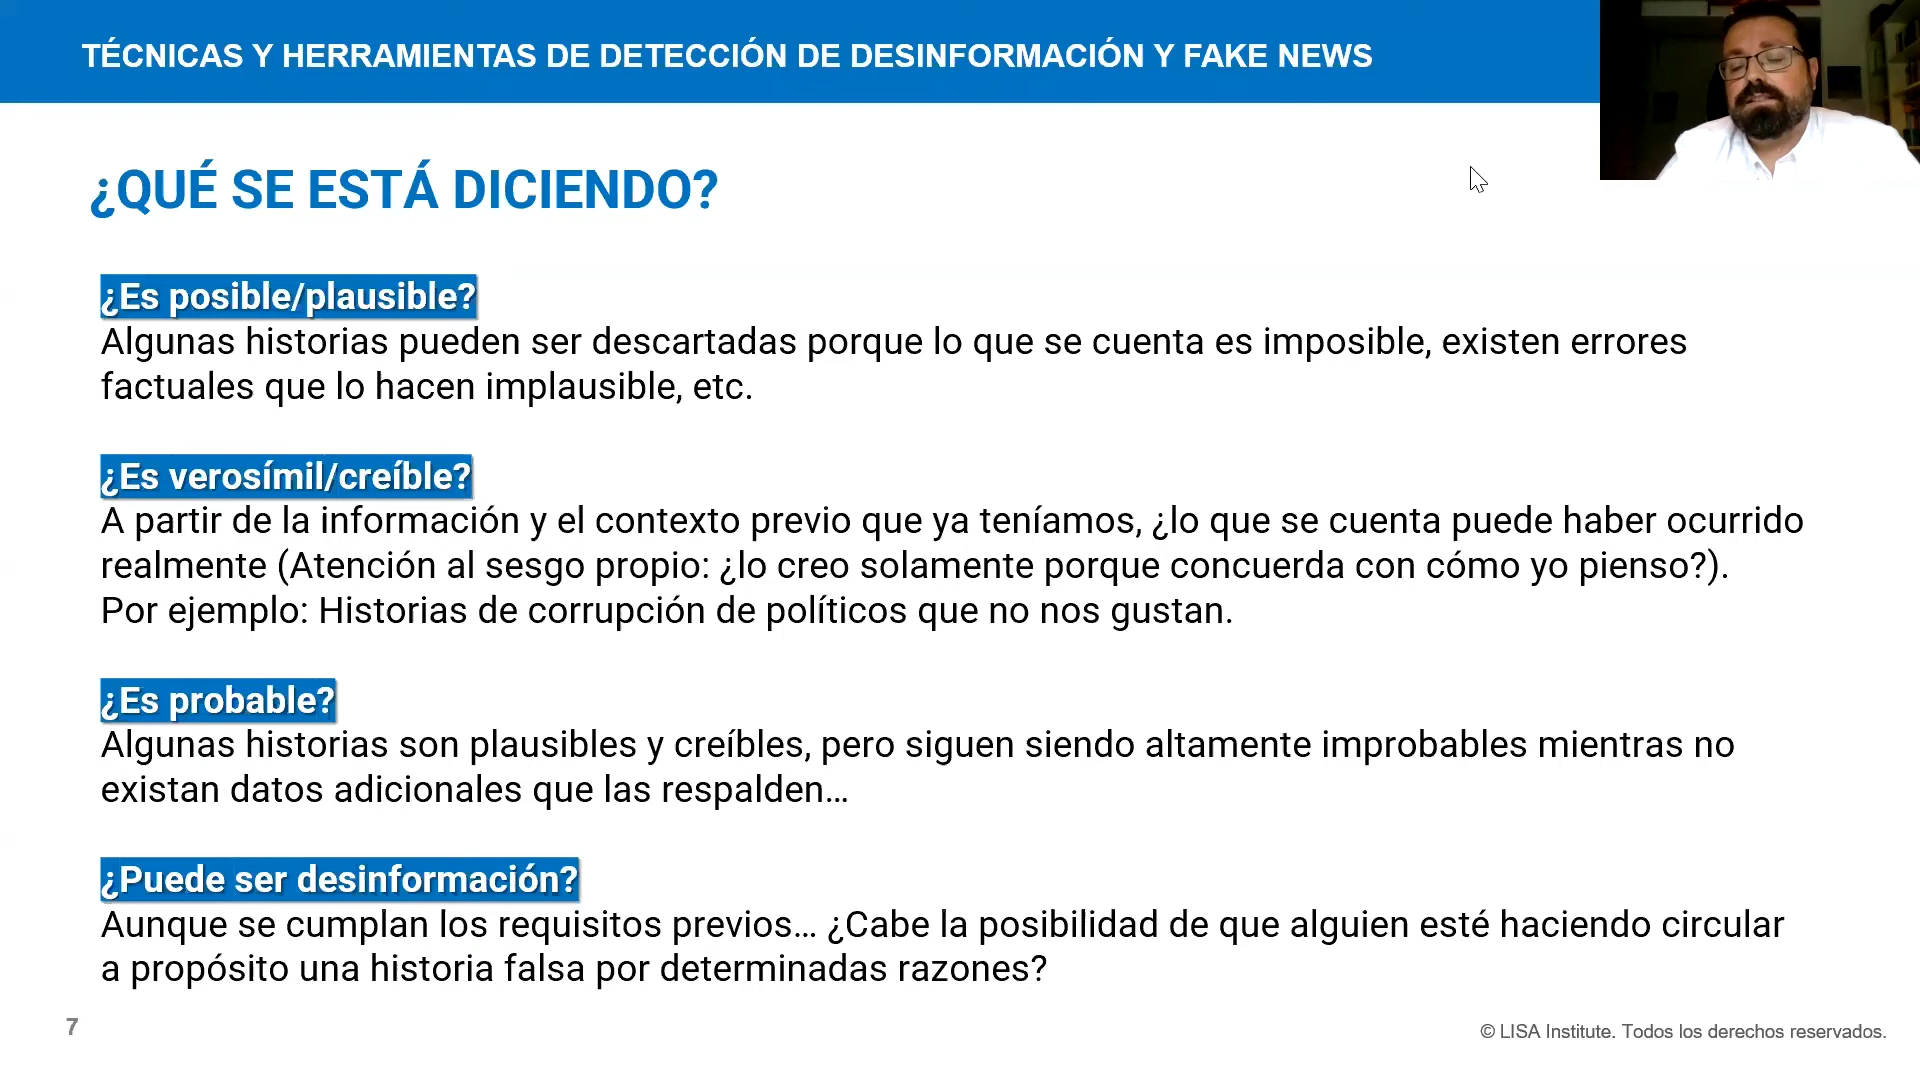 TÉCNICAS Y HERRAMIENTAS DE DETECCIÓN DE DESINFORMACIÓN Y FAKE NEWS
¿QUÉ SE ESTÁ DICIENDO?
¿Es posible/plausible?
Algunas historias pueden ser descartadas porque lo que se cuenta es imposible, existen errores
factuales que lo hacen implausible, etc.
¿Es verosímil/creíble?
A partir de la información y el contexto previo que ya teníamos, ¿lo que se cuenta puede haber ocurrido
realmente (Atención al sesgo propio: ¿lo creo solamente porque concuerda con cómo yo pienso?).
Por ejemplo: Historias de corrupción de políticos que no nos gustan.
¿Es probable?
Algunas historias son plausibles y creíbles, pero siguen siendo altamente improbables mientras no
existan datos adicionales que las respalden…
¿Puede ser desinformación?
Aunque se cumplan los requisitos previos… ¿Cabe la posibilidad de que alguien esté haciendo circular
a propósito una historia falsa por determinadas razones?
7
© LISA Institute. Todos los derechos reservados.